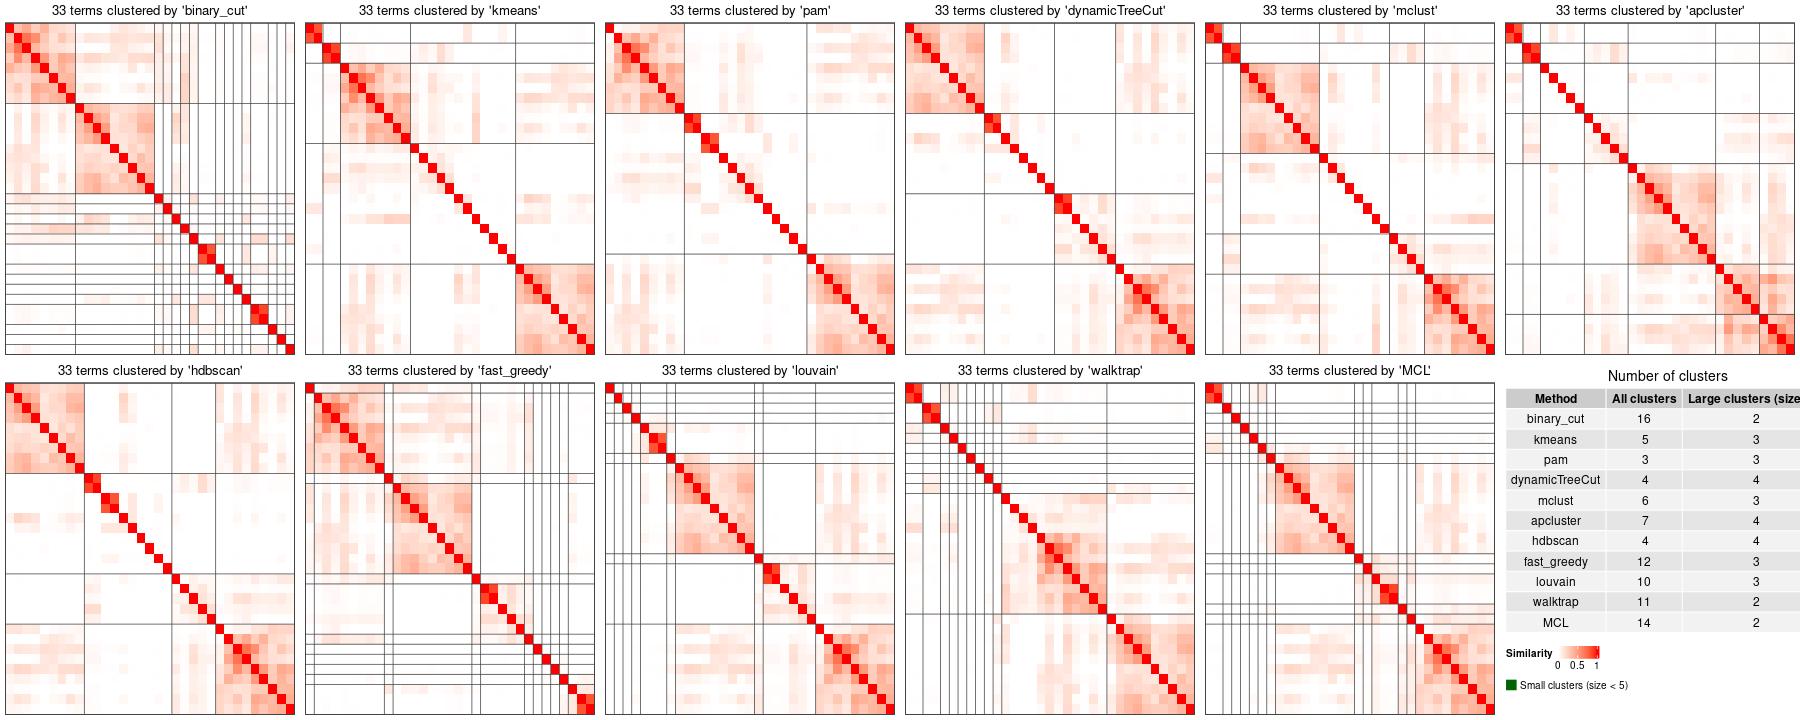 33 terms clustered by 'binary_cut'
33 terms clustered by 'kmeans'
33 terms clustered by 'pam'
33 terms clustered by 'dynamicTreeCut'
33 terms clustered by 'mclust'
33 terms clustered by 'apcluster'
33 terms clustered by 'hdbscan'
33 terms clustered by 'fast_greedy'
33 terms clustered by 'louvain'
33 terms clustered by 'walktrap'
33 terms clustered by 'MCL'
Number of clusters
Method All clusters Large clusters (size
binary_cut 16 2
kmeans 5 3
pam 3 3
dynamicTreeCut 4 4
mclust 6 3
apcluster 7 4
hdbscan 4 4
fast_greedy 12 3
louvain 10 3
walktrap 11 2
MCL 14 2
Similarity
0 0.5 1
Small clusters (size < 5)